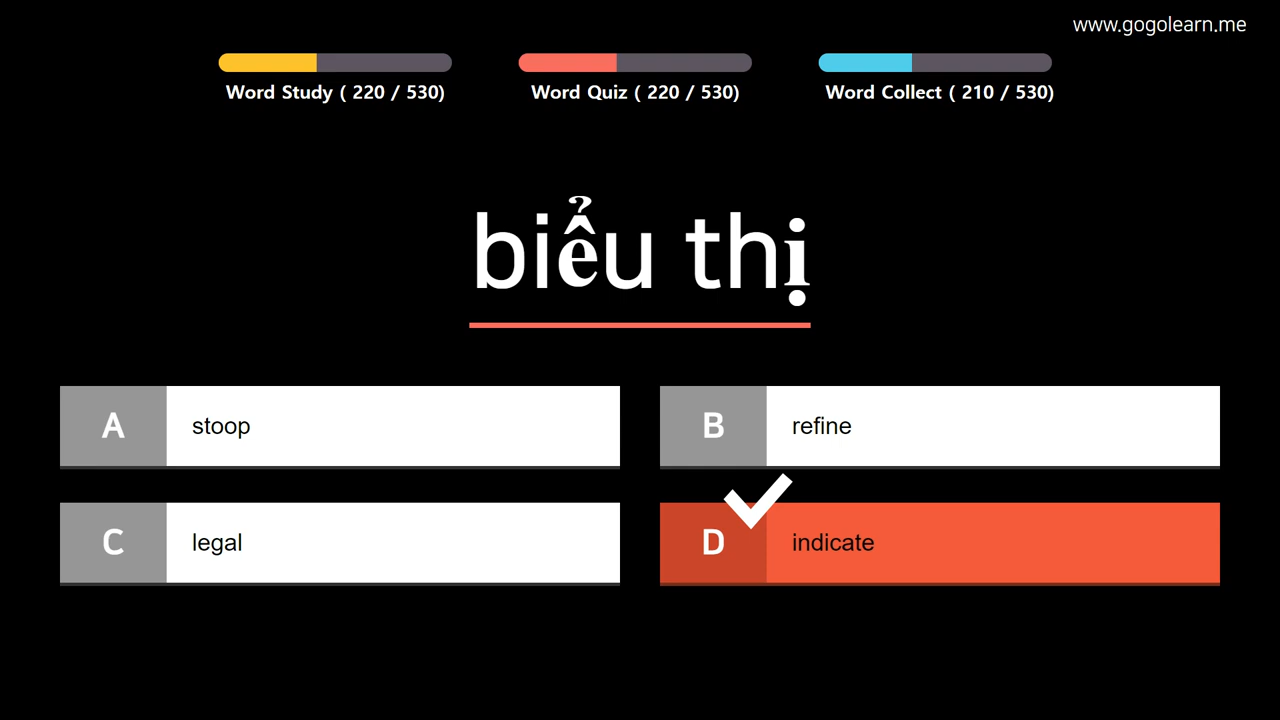 www.gogolearn.me
Word Study ( 220 / 530)
Word Quiz ( 220 / 530)
Word Collect ( 210 / 530)
biểu thị
A
stoop
B
refine
C
legal
D
indicate